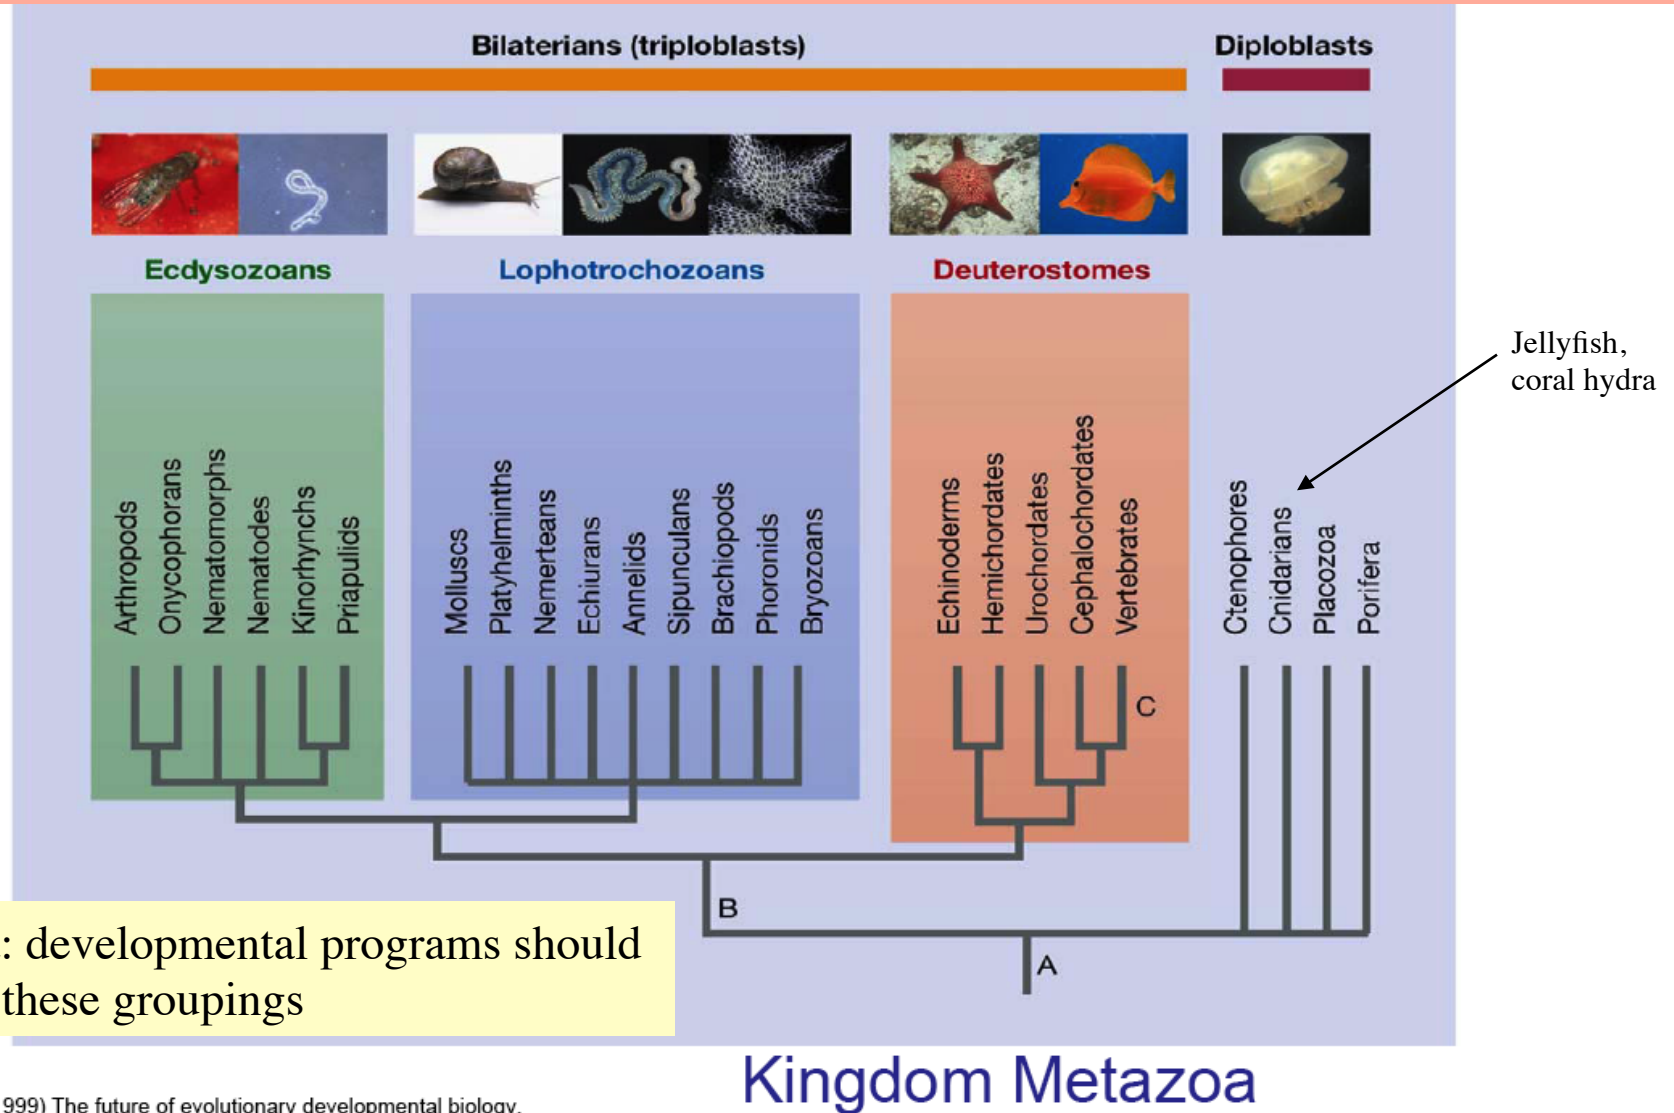 Bilaterians (triploblasts)
Diploblasts
Ecdysozoans
Lophotrochozoans
Deuterostomes
Jellyfish,
coral hydra
Arthropods
Onycophorans
Nematomorphs
Nematodes
Kinorhynchs
Priapulids
Molluscs
Platyhelminths
Nemerteans
Echiurans
Annelids
Sipunculans
Brachiopods
Phoronids
Bryozoans
Echinoderms
Hemichordates
Urochordates
Cephalochordates
Vertebrates
Ctenophores
Cnidarians
Placozoa
Porifera
C
B
A
: developmental programs should
these groupings
Kingdom Metazoa
999) The future of evolutionary developmental biology.